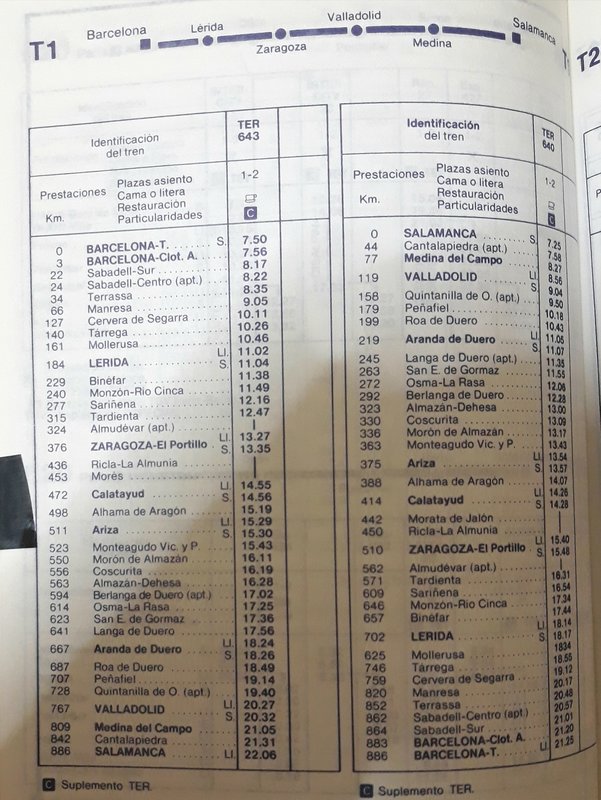 T1
Barcelona
Lérida
Zaragoza
Valladolid
Medina
Salamanca
T2
Identificación
del tren
TER
643
Prestaciones
Plazas asiento
Cama o litera
Restauración
Particularidades
Km.
1-2
C
0 BARCELONA-T. S. 7.50
3 BARCELONA-Clot. A. 7.56
22 Sabadell-Sur 8.17
24 Sabadell-Centro (apt.) 8.22
34 Terrassa 8.35
66 Manresa 9.05
127 Cervera de Segarra 10.11
140 Tárrega 10.26
161 Mollerusa 10.46
Ll. 11.02
184 LERIDA S. 11.04
229 Binéfar 11.38
240 Monzón-Rio Cinca 11.49
277 Sariñena 12.16
315 Tardienta 12.47
324 Almudévar (apt.) |
Ll. 13.27
376 ZARAGOZA-El Portillo S. 13.35
436 Ricla-La Almunia |
453 Morés |
Ll. 14.55
472 Calatayud S. 14.56
498 Alhama de Aragón 15.19
Ll. 15.29
511 Ariza S. 15.30
523 Monteagudo Vic. y P. 15.43
550 Morón de Almazán 16.11
556 Coscurita 16.19
563 Almazán-Dehesa 16.28
594 Berlanga de Duero (apt.) 17.02
614 Osma-La Rasa 17.25
623 San E. de Gormaz 17.36
641 Langa de Duero 17.56
Ll. 18.24
667 Aranda de Duero S. 18.26
687 Roa de Duero 18.49
707 Peñafiel 19.14
728 Quintanilla de O. (apt.) 19.40
Ll. 20.27
767 VALLADOLID S. 20.32
809 Medina del Campo 21.05
842 Cantalapiedra 21.31
886 SALAMANCA Ll. 22.06
C Suplemento TER.
Identificación
del tren
TER
640
Prestaciones
Plazas asiento
Cama o litera
Restauración
Particularidades
Km.
1-2
C
0 SALAMANCA S. 7.25
44 Cantalapiedra (apt.) 7.58
77 Medina del Campo 8.27
Ll. 8.56
119 VALLADOLID S. 9.04
158 Quintanilla de O. (apt.) 9.50
179 Peñafiel 10.18
199 Roa de Duero 10.43
Ll. 11.05
219 Aranda de Duero S. 11.07
245 Langa de Duero (apt.) 11.35
263 San E. de Gormaz 11.55
272 Osma-La Rasa 12.06
292 Berlanga de Duero 12.28
323 Almazán-Dehesa 13.00
330 Coscurita 13.09
336 Morón de Almazán 13.17
363 Monteagudo Vic. y P. 13.43
Ll. 13.54
375 Ariza S. 13.57
388 Alhama de Aragón 14.07
Ll. 14.26
414 Calatayud S. 14.28
442 Morata de Jalón |
450 Ricla-La Almunia |
Ll. 15.40
510 ZARAGOZA-El Portillo S. 15.48
562 Almudévar (apt.) |
571 Tardienta 16.31
609 Sariñena 16.54
646 Monzón-Rio Cinca 17.34
657 Binéfar 17.44
Ll. 18.14
702 LERIDA S. 18.17
625 Mollerusa 1834
746 Tárrega 18.55
759 Cervera de Segarra 19.12
820 Manresa 20.17
852 Terrassa 20.48
862 Sabadell-Centro (apt.) 20.57
864 Sabadell-Sur 21.01
883 BARCELONA-Clot. A. 21.20
886 BARCELONA-T. Ll. 21.25
C Suplemento TER.